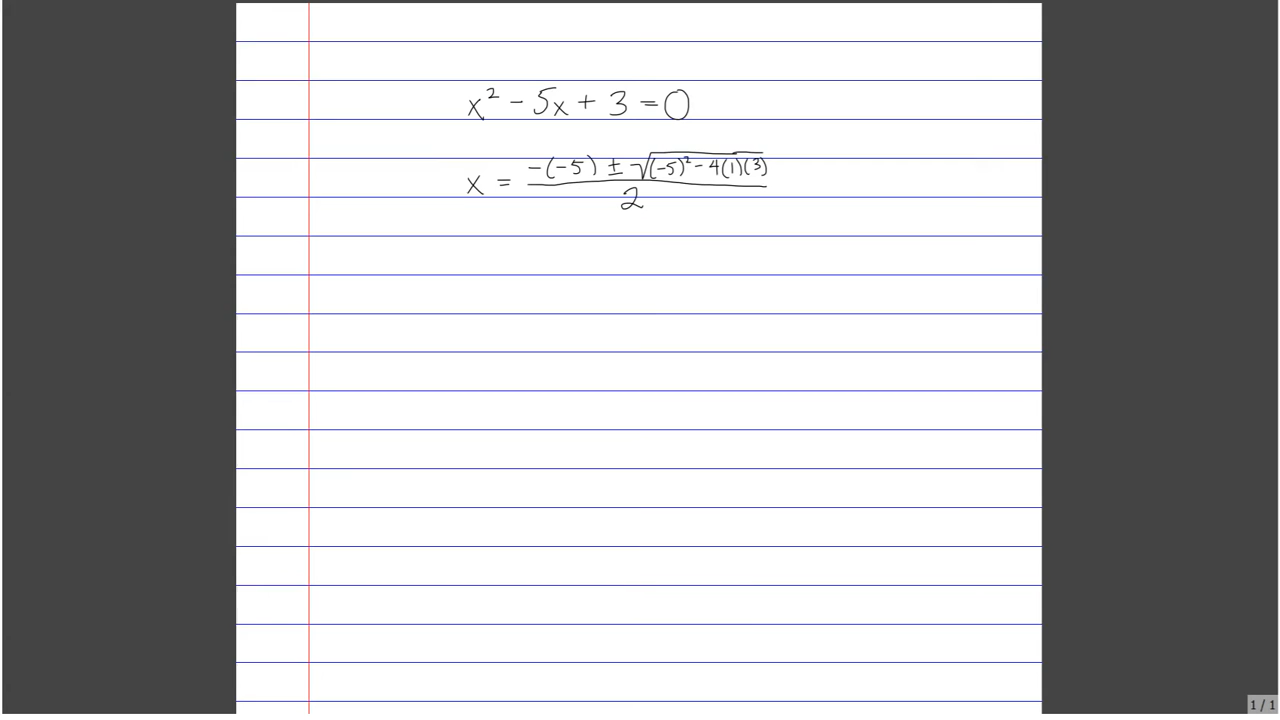 x² - 5x + 3 = 0
x = (-(-5) ± √((-5)² - 4(1)(3))) / 2
1 / 1